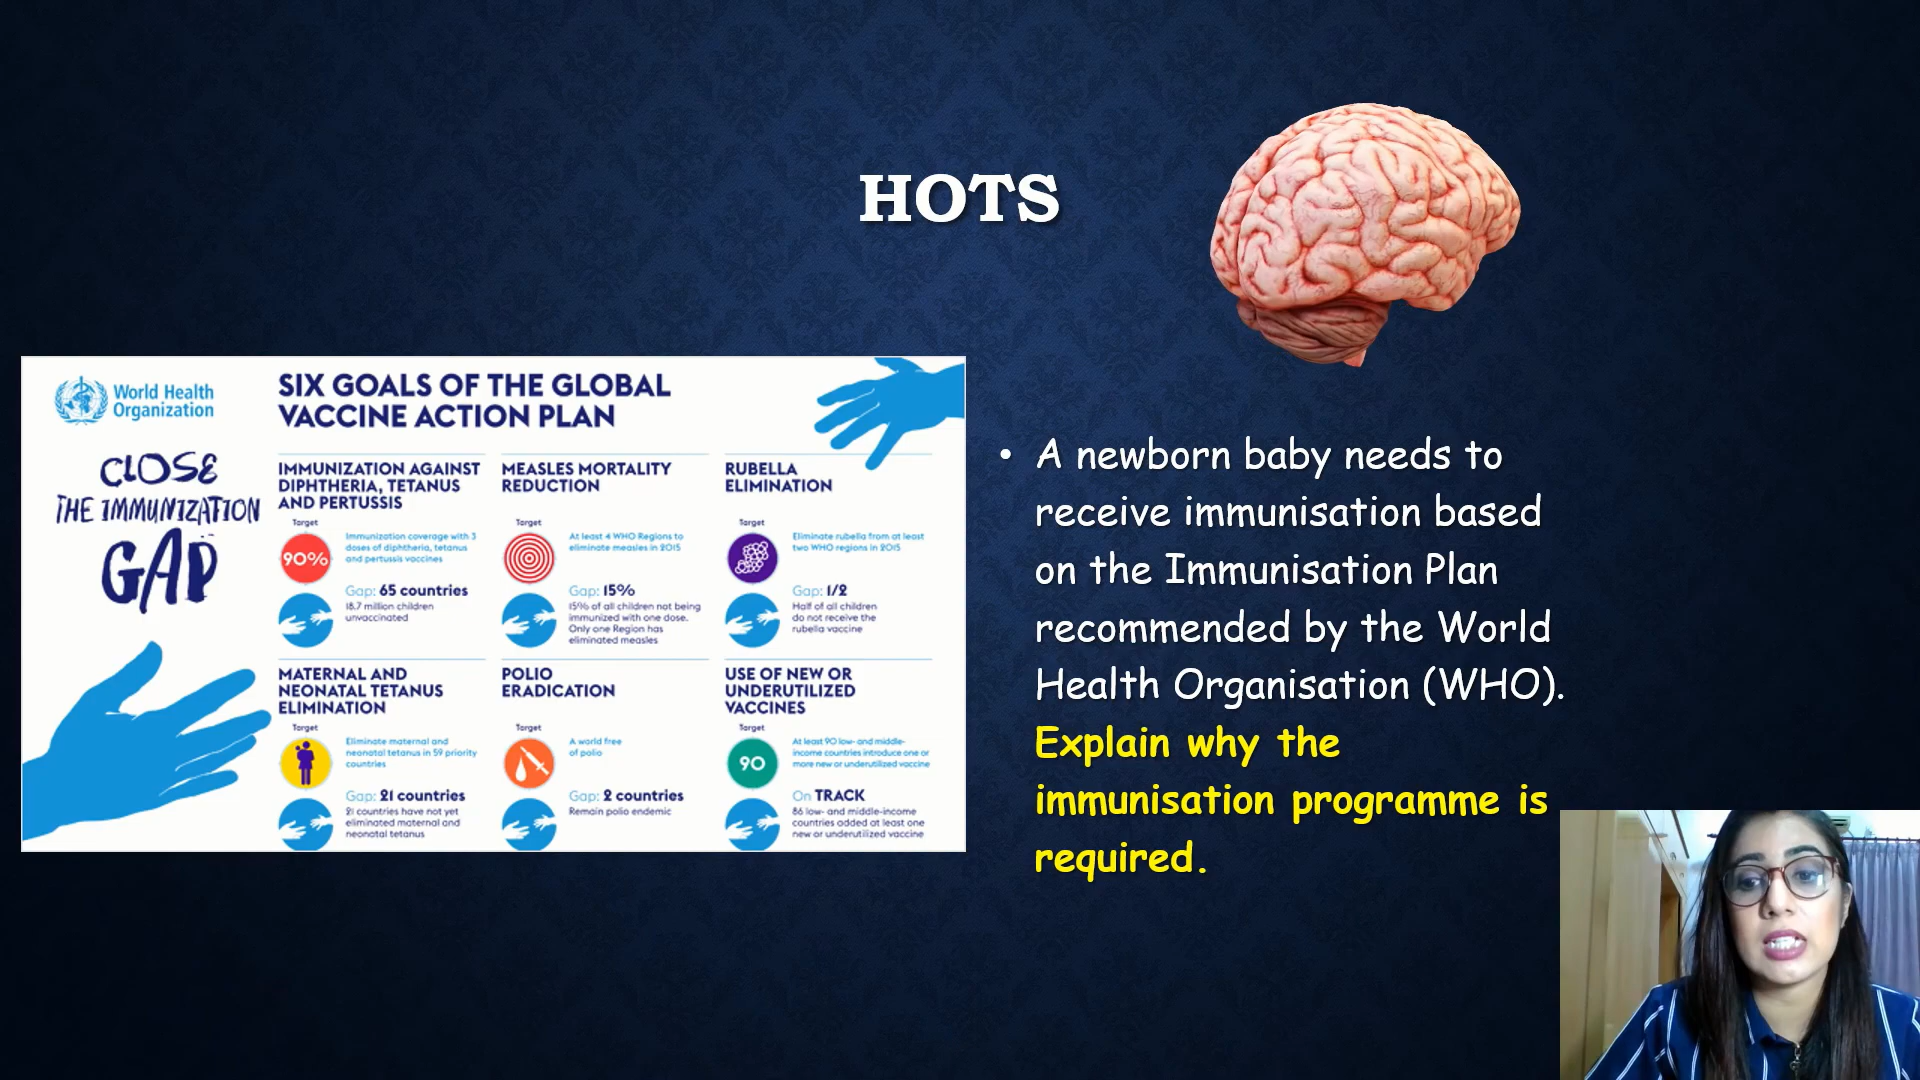 HOTS
World Health
Organization
CLOSE
THE IMMUNIZATION
GAP
SIX GOALS OF THE GLOBAL
VACCINE ACTION PLAN
IMMUNIZATION AGAINST
DIPHTHERIA, TETANUS
AND PERTUSSIS
Target
90%
Immunization coverage with 3
doses of diphtheria, tetanus
and pertussis vaccines
Gap: 65 countries
18.7 million children
unvaccinated
MEASLES MORTALITY
REDUCTION
Target
At least 4 WHO Regions to
eliminate measles in 2015
Gap: 15%
15% of all children not being
immunized with one dose.
Only one Region has
eliminated measles
RUBELLA
ELIMINATION
Target
Eliminate rubella from at least
two WHO regions in 2015
Gap: 1/2
Half of all children
do not receive the
rubella vaccine
MATERNAL AND
NEONATAL TETANUS
ELIMINATION
Target
Eliminate maternal and
neonatal tetanus in 59 priority
countries
Gap: 21 countries
21 countries have not yet
eliminated maternal and
neonatal tetanus
POLIO
ERADICATION
Target
A world free
of polio
Gap: 2 countries
Remain polio endemic
USE OF NEW OR
UNDERUTILIZED
VACCINES
Target
90
At least 90 low- and middle-
income countries introduce one or
more new or underutilized vaccine
On TRACK
86 low- and middle-income
countries added at least one
new or underutilized vaccine
• A newborn baby needs to
receive immunisation based
on the Immunisation Plan
recommended by the World
Health Organisation (WHO).
Explain why the
immunisation programme is
required.